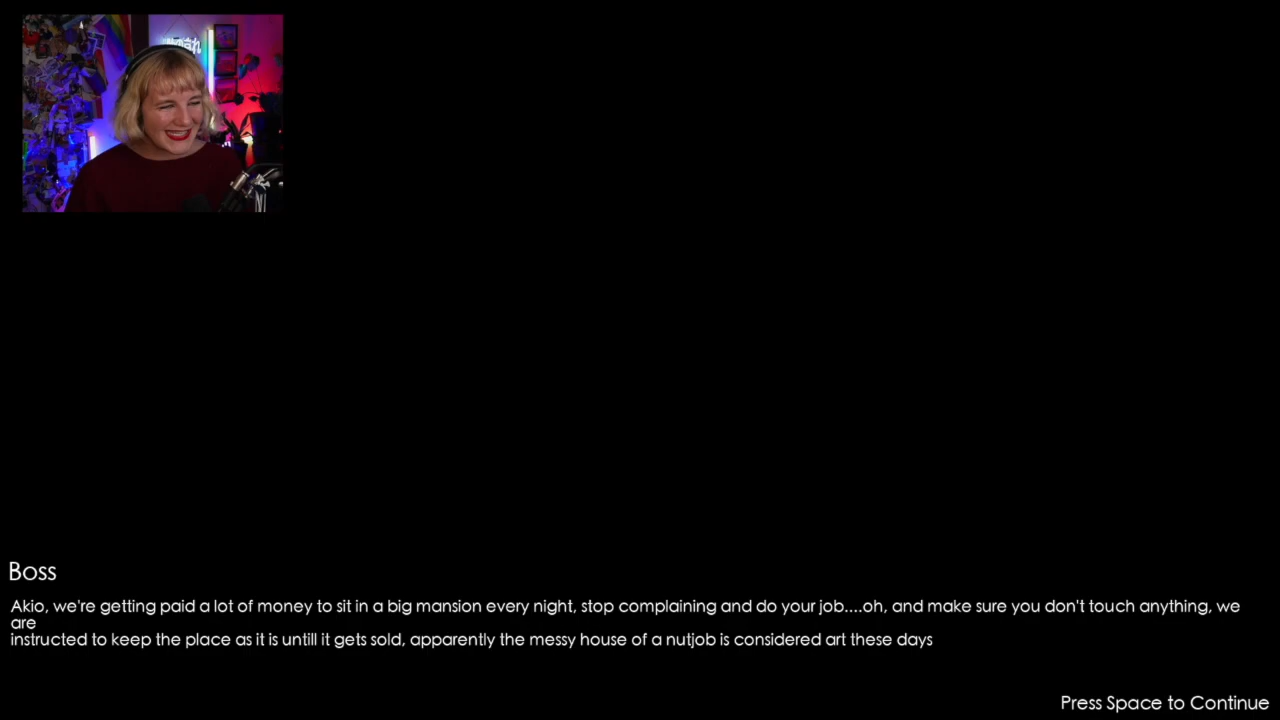 Boss
Akio, we're getting paid a lot of money to sit in a big mansion every night, stop complaining and do your job....oh, and make sure you don't touch anything, we
are
instructed to keep the place as it is untill it gets sold, apparently the messy house of a nutjob is considered art these days
Press Space to Continue